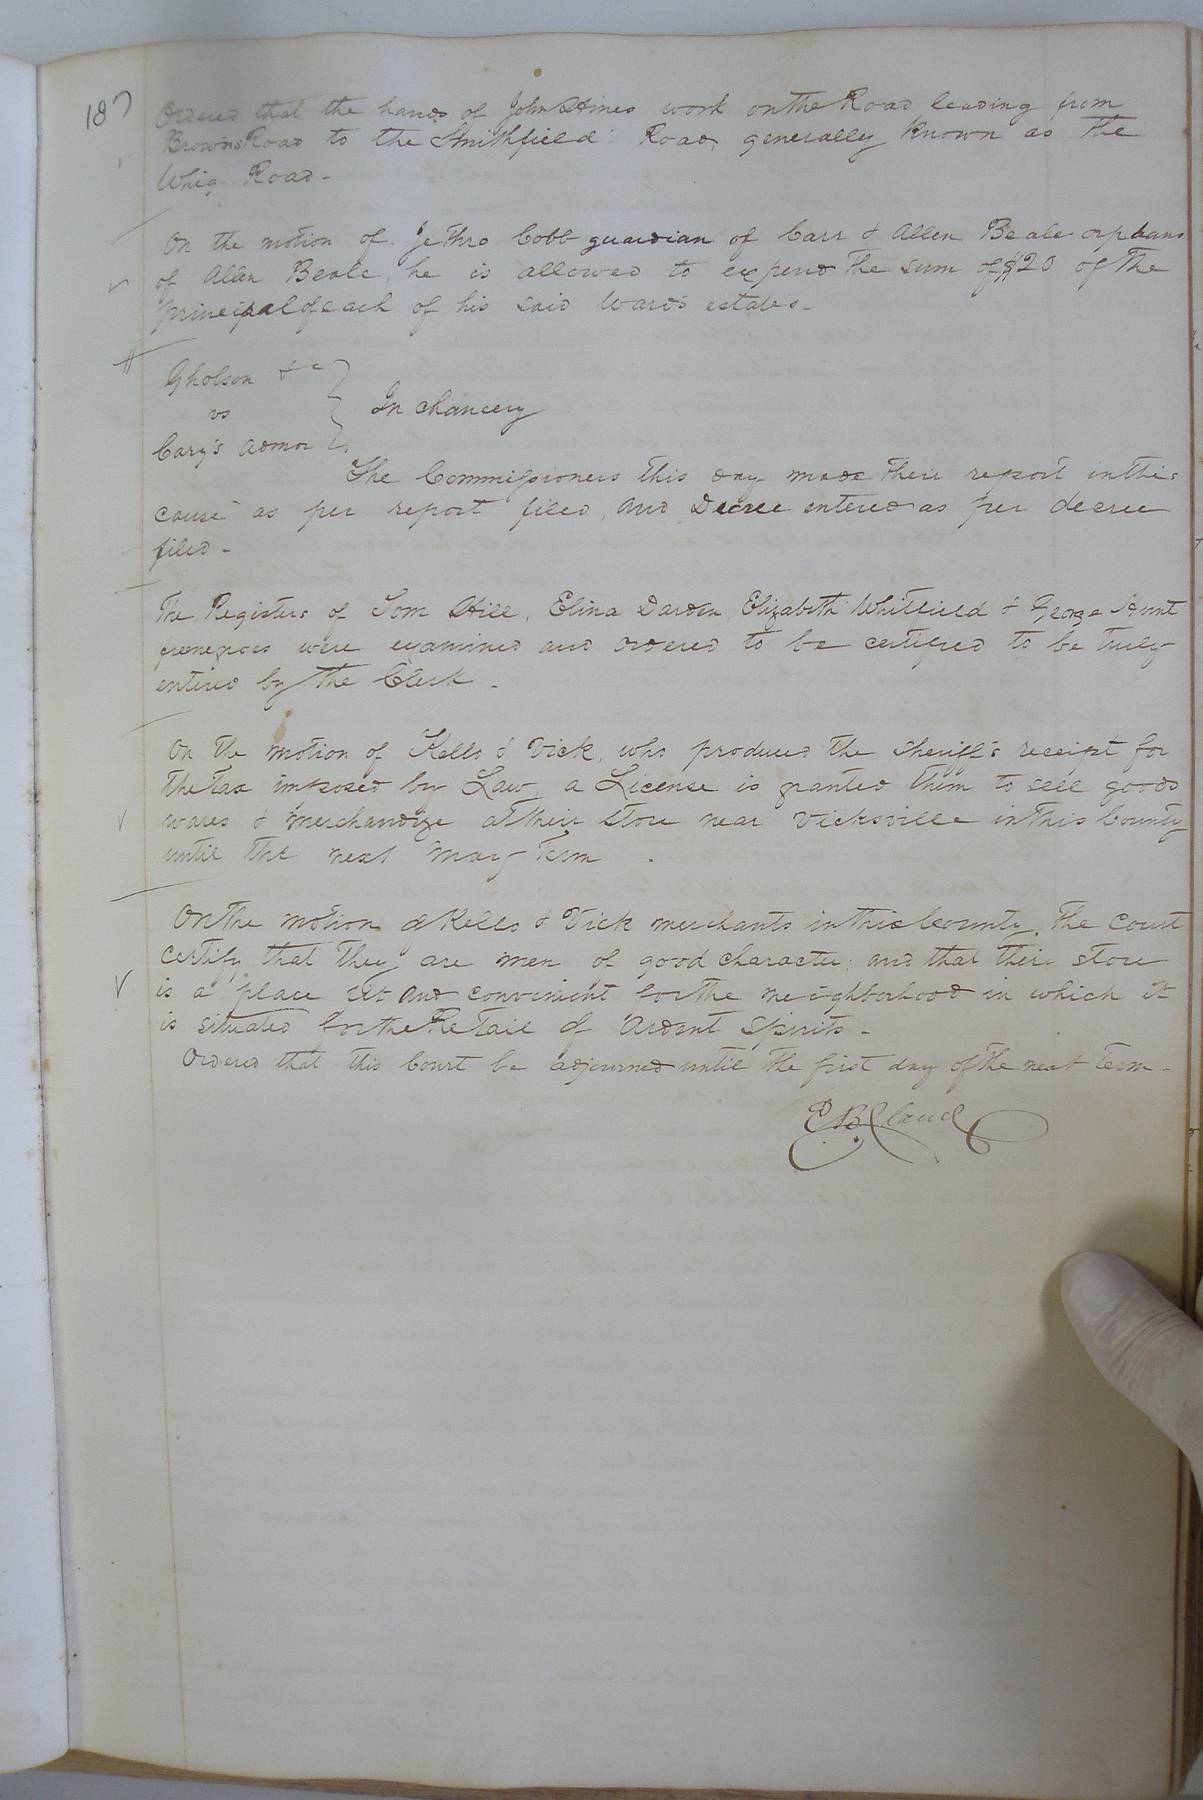 187
Ordered that the hands of John Hines work on the Road leading from
Browns Road to the Smithfield Road, generally known as the
Whig Road -
On the motion of Jethro Cobb guardian of Carr & Allen Beale orphans
of Allen Beale, he is allowed to expend the sum of $20 of the
principal of each of his said wards estates -
Gholson &c
vs
Cary's admor
In chancery
The Commissioners this day made their report in this
cause as per report filed, and Decree entered as per decree
filed -
The Registers of Tom Hill, Elina Darden, Elizabeth Whitfield & George Hunt
freenegroes were examined and ordered to be certified to be truly
entered by the Clerk -
On the motion of Kello & Vick, who produced the sheriff's receipt for
the tax imposed by Law, a License is granted them to sell goods
wares & merchandize at their store near Vicksville in this County
until the next May Term.
On the motion of Kello & Vick merchants in this County, The Court
certify that they are men of good character, and that their store
is a place fit and convenient for the neighborhood in which it
is situated for the Retail of Ardent Spirits -
Ordered that this Court be adjourned until the first day of the next Term -